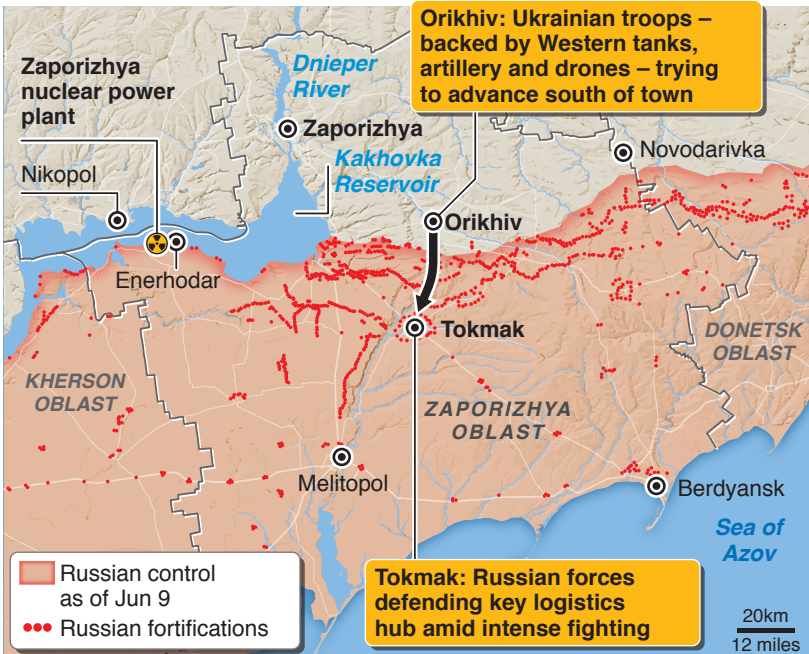 Orikhiv: Ukrainian troops –
backed by Western tanks,
artillery and drones – trying
to advance south of town
Zaporizhya
nuclear power
plant
Dnieper
River
Zaporizhya
Kakhovka
Reservoir
Novodarivka
Nikopol
Orikhiv
Enerhodar
Tokmak
DONETSK
OBLAST
KHERSON
OBLAST
ZAPORIZHYA
OBLAST
Melitopol
Berdyansk
Sea of
Azov
Russian control
as of Jun 9
Russian fortifications
Tokmak: Russian forces
defending key logistics
hub amid intense fighting
20km
12 miles